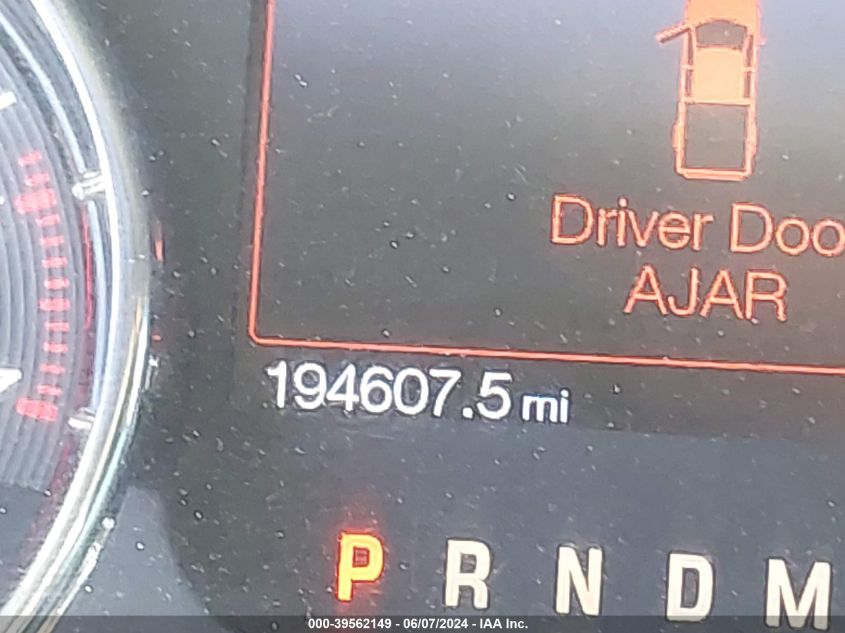 Driver Doo
AJAR
194607.5 mi
P R N D M
000-39562149 - 06/07/2024 - IAA Inc.